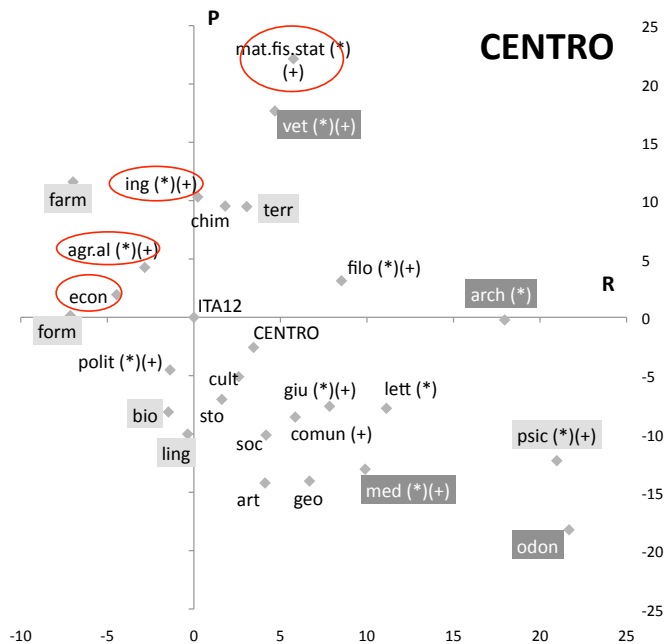 P
25
mat.fis.stat (*)
(+)
CENTRO
20
vet (*)(+)
15
ing (*)(+)
farm
10
chim
terr
agr.al (*)(+)
filo (*)(+)
5
econ
ITA12
arch (*)
R
form
0
CENTRO
polit (*)(+)
cult
-5
giu (*)(+)
lett (*)
bio
sto
comun (+)
psic (*)(+)
ling
soc
-10
art
geo
med (*)(+)
-15
odon
-20
-25
-10
-5
0
5
10
15
20
25